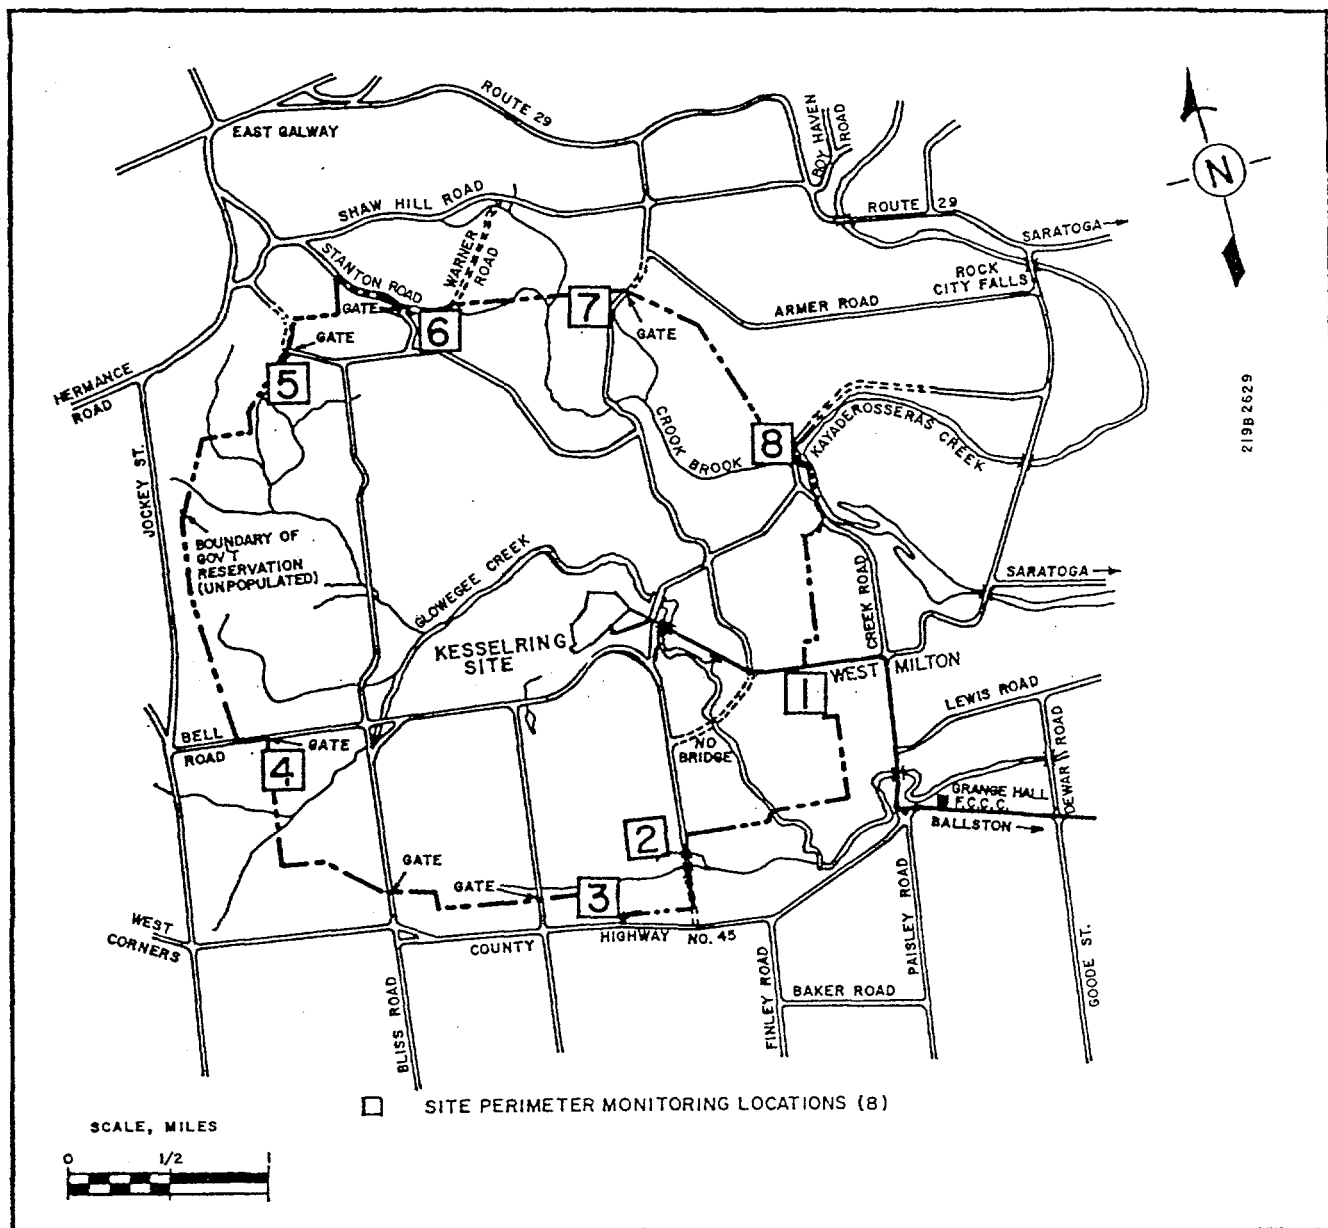 ROUTE 29
BOY HAVEN
ROAD
EAST GALWAY
N
SHAW HILL ROAD
ROUTE 29
SARATOGA
STANTON ROAD
WARNER
ROAD
ROCK
CITY FALLS
7
ARMER ROAD
GATE
6
GATE
GATE
5
HERMANCE
ROAD
219B2629
CROOK BROOK
8
KAYADEROSSERAS CREEK
JOCKEY ST.
BOUNDARY OF
GOV'T
RESERVATION
(UNPOPULATED)
GLOWEGEE CREEK
SARATOGA
CREEK ROAD
KESSELRING
SITE
WEST MILTON
1
LEWIS ROAD
BELL
ROAD
GATE
NO
BRIDGE
4
DEWAR ROAD
GRANGE HALL
F.C.C.C.
BALLSTON
2
GATE
GATE
3
WEST
CORNERS
COUNTY
HIGHWAY
NO. 45
PAISLEY ROAD
GOODE ST.
BLISS ROAD
FINLEY ROAD
BAKER ROAD
SITE PERIMETER MONITORING LOCATIONS (8)
SCALE, MILES
0 1/2 1